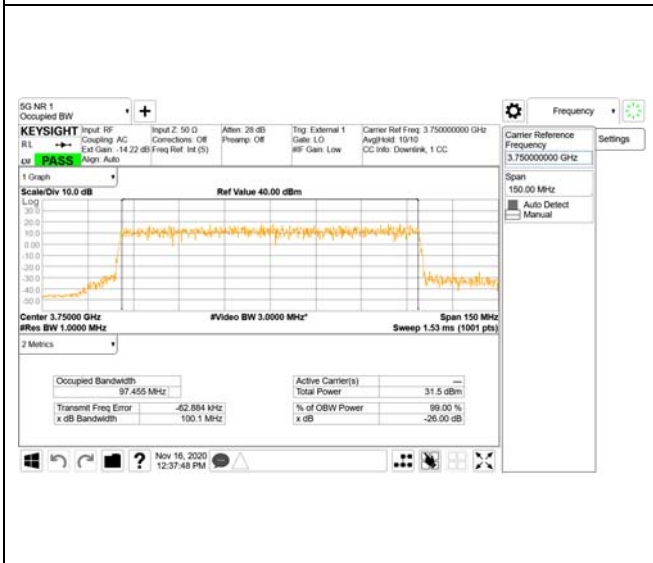 5G NR 1
Occupied BW
Frequency
KEYSIGHT Input: RF Input Z: 50 Ω Atten: 28 dB Trig: External 1 Carrier Ref Freq: 3.750000000 GHz
RL Coupling: AC Corrections: Off Preamp: Off Gate: LO Avg|Hold: 10/10
Ext Gain: -14.22 dB Freq Ref: Int (S) #IF Gain: Low CC Info: Downlink, 1 CC
PASS Align: Auto
Carrier Reference
Frequency
3.750000000 GHz
Settings
Span
150.00 MHz
Auto Detect
Manual
1 Graph
Scale/Div 10.0 dB Ref Value 40.00 dBm
Log
30.0
20.0
10.0
0.00
-10.0
-20.0
-30.0
-40.0
-50.0
Center 3.75000 GHz #Video BW 3.0000 MHz* Span 150 MHz
#Res BW 1.0000 MHz Sweep 1.53 ms (1001 pts)
2 Metrics
Occupied Bandwidth
97.455 MHz
Transmit Freq Error -62.884 kHz
x dB Bandwidth 100.1 MHz
Active Carrier(s) ---
Total Power 31.5 dBm
% of OBW Power 99.00 %
x dB -26.00 dB
Nov 16, 2020
12:37:48 PM